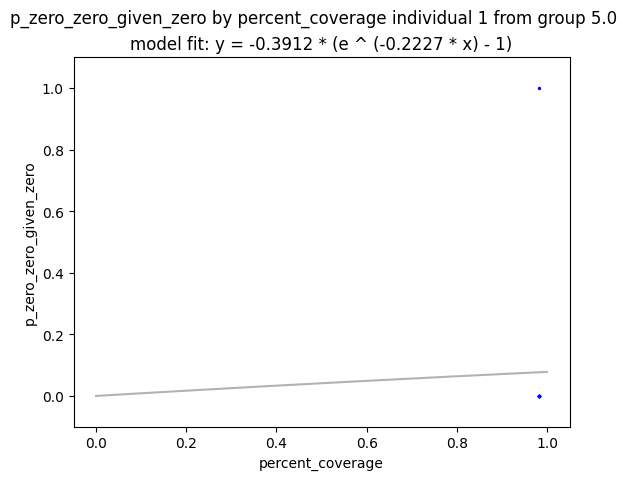 p_zero_zero_given_zero by percent_coverage individual 1 from group 5.0
model fit: y = -0.3912 * (e ^ (-0.2227 * x) - 1)
1.0
0.8
0.6
0.4
0.2
0.0
p_zero_zero_given_zero
0.0 0.2 0.4 0.6 0.8 1.0
percent_coverage